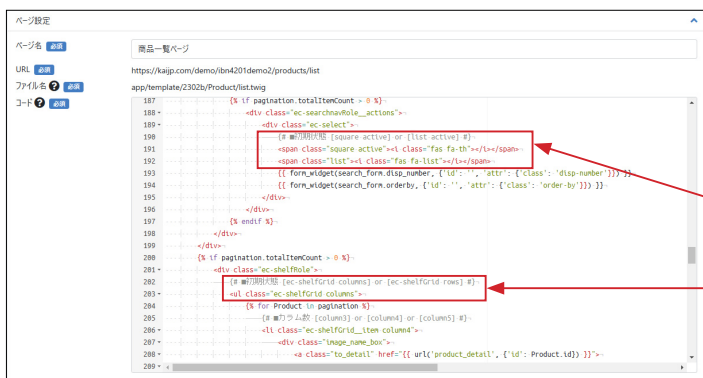 ページ設定
ページ名 必須 商品一覧ページ
URL 必須 https://kaijp.com/demo/ibn4201demo2/products/list
ファイル名 ? 必須 app/template/2302b/Product/list.twig
コード ? 必須
187 {% if pagination.totalItemCount > 0 %}
188 <div class="ec-searchnavRole__actions">
189 <div class="ec-select">
190 {# ■初期状態 [square active] or [list active] #}
191 <span class="square active"><i class="fas fa-th"></i></span>
192 <span class="list"><i class="fas fa-list"></i></span>
193 {{ form_widget(search_form.disp_number, {'id': '', 'attr': {'class': 'disp-number'}}) }}
194 {{ form_widget(search_form.orderby, {'id': '', 'attr': {'class': 'order-by'}}) }}
195 </div>
196 </div>
197 {% endif %}
198 </div>
199 </div>
200 {% if pagination.totalItemCount > 0 %}
201 <div class="ec-shelfRole">
202 {# ■初期状態 [ec-shelfGrid columns] or [ec-shelfGrid rows] #}
203 <ul class="ec-shelfGrid columns">
204 {% for Product in pagination %}
205 {# ■カラム数 [column3] or [column4] or [column5] #}
206 <li class="ec-shelfGrid__item column4">
207 <div class="image_name_box">
208 <a class="to_detail" href="{{ url('product_detail', {'id': Product.id}) }}">
209